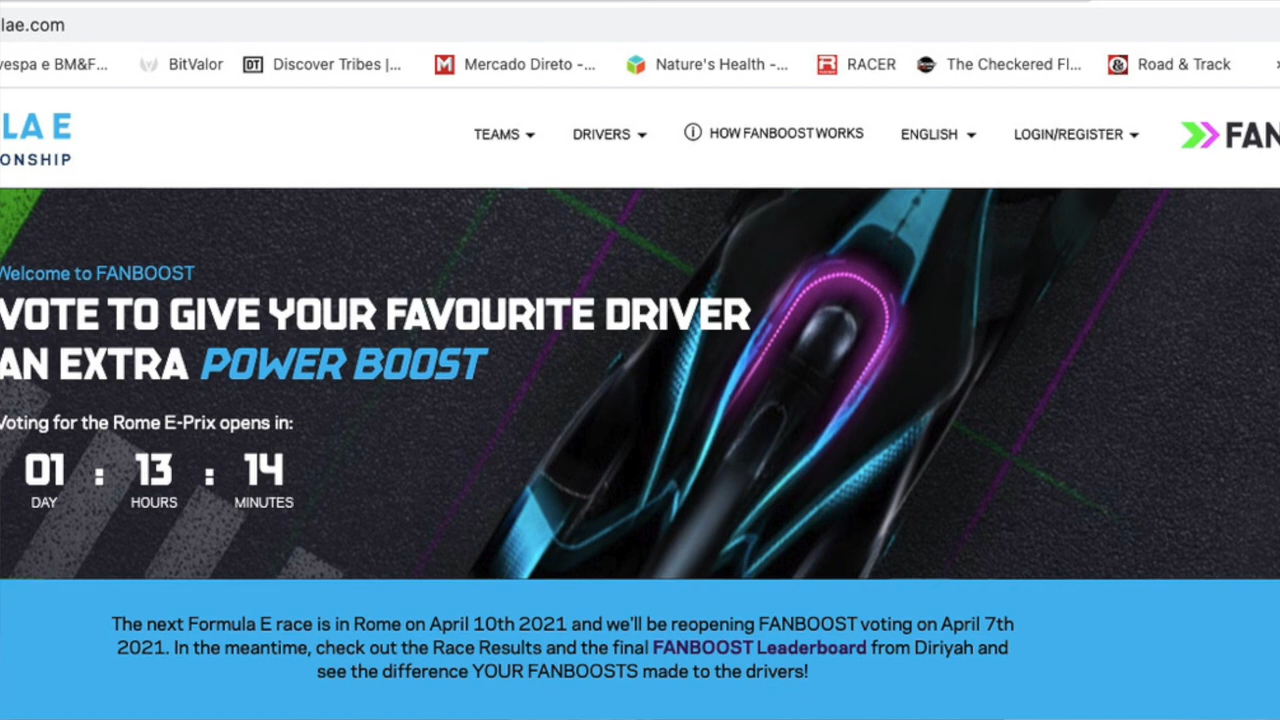 lae.com
vespa e BM&F...
BitValor
DT
Discover Tribes |...
M
Mercado Direto -...
Nature's Health -...
R
RACER
The Checkered Fl...
&
Road & Track
LA E
ONSHIP
TEAMS
DRIVERS
HOW FANBOOST WORKS
ENGLISH
LOGIN/REGISTER
FAN
Welcome to FANBOOST
VOTE TO GIVE YOUR FAVOURITE DRIVER
AN EXTRA POWER BOOST
Voting for the Rome E-Prix opens in:
01 : 13 : 14
DAY HOURS MINUTES
The next Formula E race is in Rome on April 10th 2021 and we'll be reopening FANBOOST voting on April 7th
2021. In the meantime, check out the Race Results and the final FANBOOST Leaderboard from Diriyah and
see the difference YOUR FANBOOSTS made to the drivers!